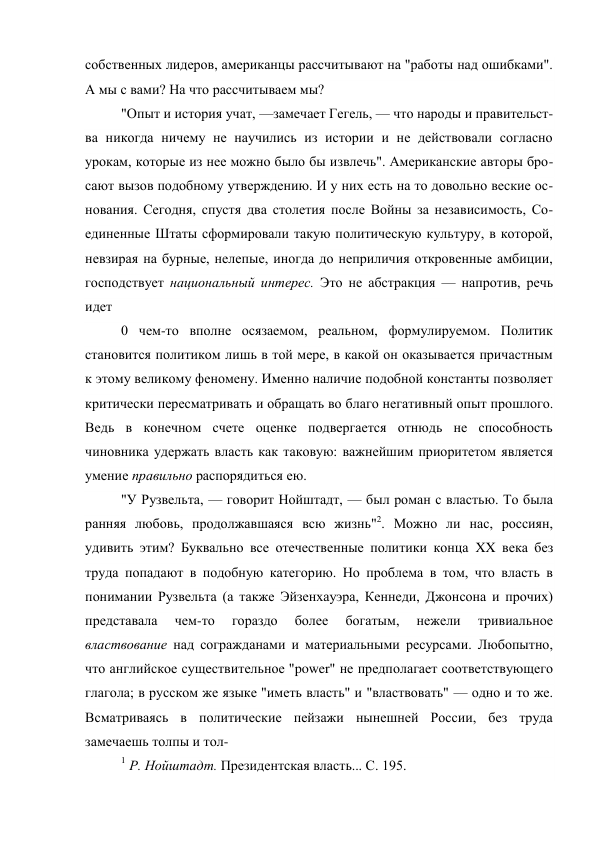 собственных лидеров, американцы рассчитывают на "работы над ошибками".
А мы с вами? На что рассчитываем мы?
"Опыт и история учат, —замечает Гегель, — что народы и правительст-
ва никогда ничему не научились из истории и не действовали согласно
урокам, которые из нее можно было бы извлечь". Американские авторы бро-
сают вызов подобному утверждению. И у них есть на то довольно веские ос-
нования. Сегодня, спустя два столетия после Войны за независимость, Со-
единенные Штаты сформировали такую политическую культуру, в которой,
невзирая на бурные, нелепые, иногда до неприличия откровенные амбиции,
господствует национальный интерес. Это не абстракция — напротив, речь
идет
0 чем-то вполне осязаемом, реальном, формулируемом. Политик
становится политиком лишь в той мере, в какой он оказывается причастным
к этому великому феномену. Именно наличие подобной константы позволяет
критически пересматривать и обращать во благо негативный опыт прошлого.
Ведь в конечном счете оценке подвергается отнюдь не способность
чиновника удержать власть как таковую: важнейшим приоритетом является
умение правильно распорядиться ею.
"У Рузвельта, — говорит Нойштадт, — был роман с властью. То была
ранняя любовь, продолжавшаяся всю жизнь"2. Можно ли нас, россиян,
удивить этим? Буквально все отечественные политики конца XX века без
труда попадают в подобную категорию. Но проблема в том, что власть в
понимании Рузвельта (а также Эйзенхауэра, Кеннеди, Джонсона и прочих)
представала чем-то гораздо более богатым, нежели тривиальное
властвование над согражданами и материальными ресурсами. Любопытно,
что английское существительное "power" не предполагает соответствующего
глагола; в русском же языке "иметь власть" и "властвовать" — одно и то же.
Всматриваясь в политические пейзажи нынешней России, без труда
замечаешь толпы и тол-
1 Р. Нойштадт. Президентская власть... С. 195.